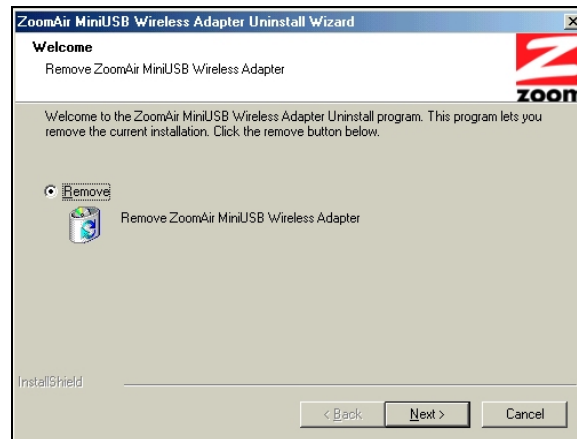 ZoomAir MiniUSB Wireless Adapter Uninstall Wizard
Welcome
Remove ZoomAir MiniUSB Wireless Adapter
zoom
Welcome to the ZoomAir MiniUSB Wireless Adapter Uninstall program. This program lets you
remove the current installation. Click the remove button below.
Remove
Remove ZoomAir MiniUSB Wireless Adapter
InstallShield
< Back
Next >
Cancel